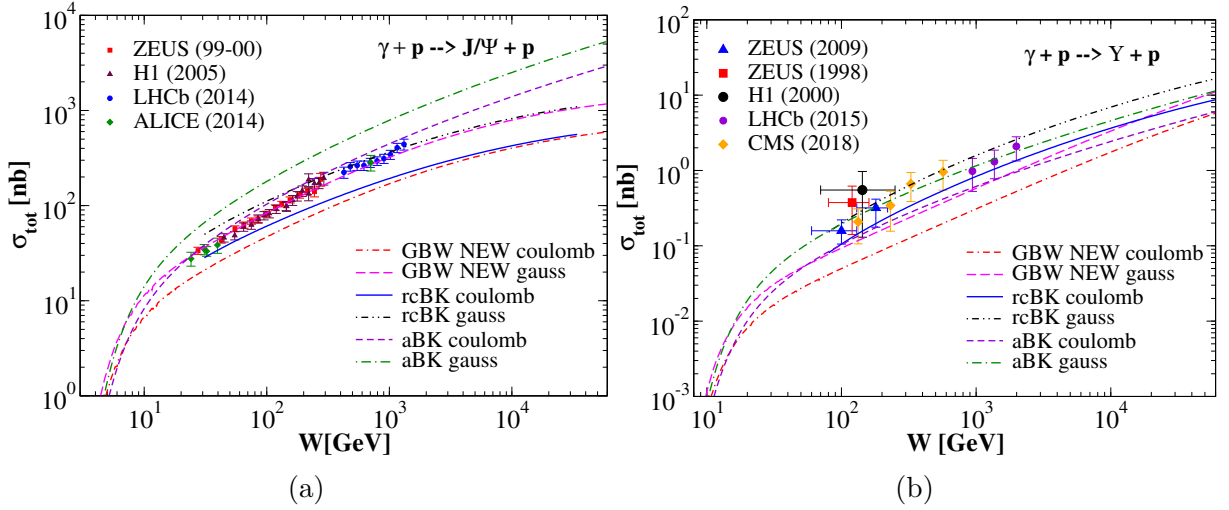 10^4
10^3
10^2
10^1
10^0
σ_tot [nb]
γ + p --> J/Ψ + p
ZEUS (99-00)
H1 (2005)
LHCb (2014)
ALICE (2014)
GBW NEW coulomb
GBW NEW gauss
rcBK coulomb
rcBK gauss
aBK coulomb
aBK gauss
10^1 10^2 10^3 10^4
W[GeV]
(a)
10^2
10^1
10^0
10^-1
10^-2
10^-3
σ_tot [nb]
γ + p --> Υ + p
ZEUS (2009)
ZEUS (1998)
H1 (2000)
LHCb (2015)
CMS (2018)
GBW NEW coulomb
GBW NEW gauss
rcBK coulomb
rcBK gauss
aBK coulomb
aBK gauss
10^1 10^2 10^3 10^4
W [GeV]
(b)